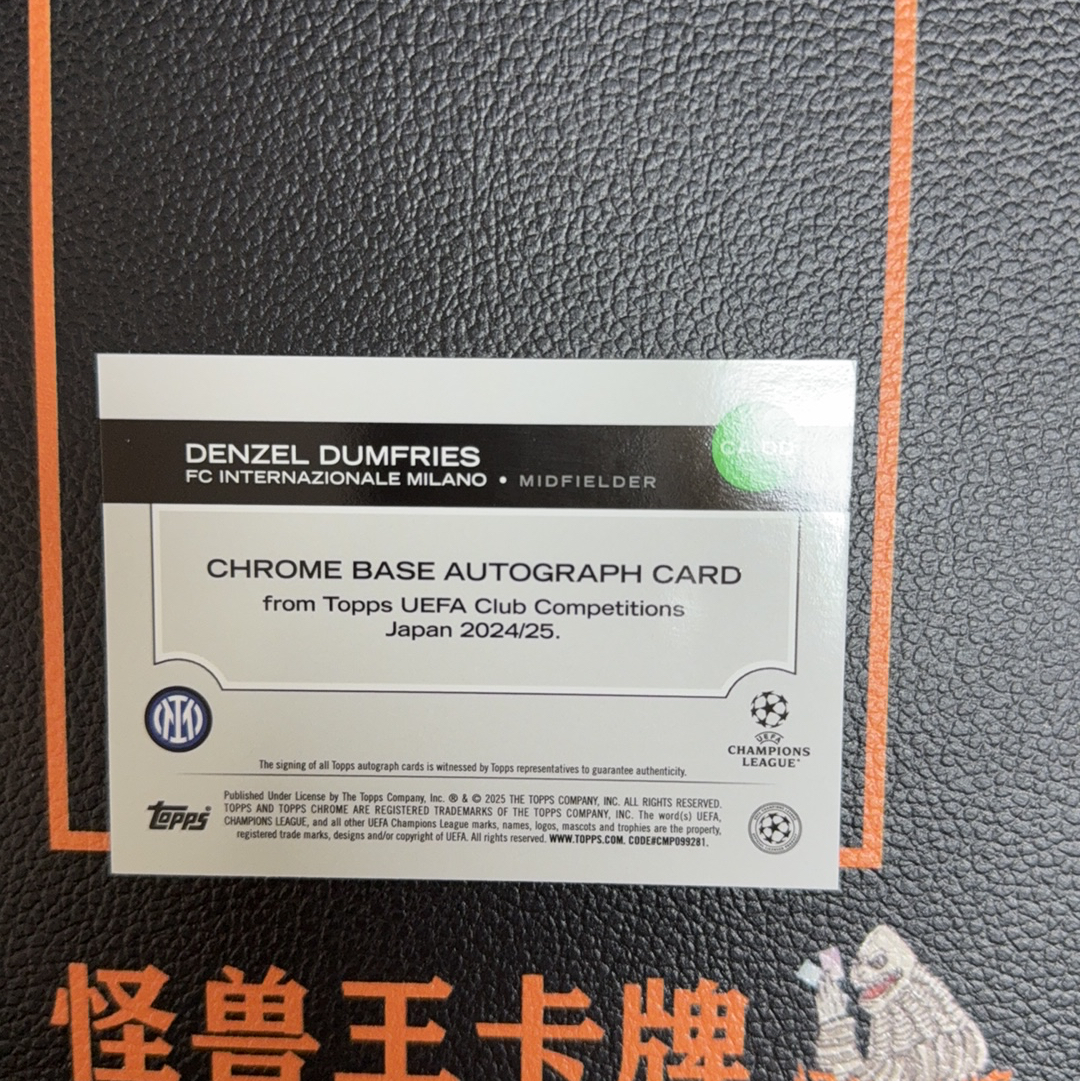 DENZEL DUMFRIES
FC INTERNAZIONALE MILANO • MIDFIELDER
CHROME BASE AUTOGRAPH CARD
from Topps UEFA Club Competitions
Japan 2024/25.
UEFA
CHAMPIONS
LEAGUE
The signing of all Topps autograph cards is witnessed by Topps representatives to guarantee authenticity.
Topps®
Published Under License by The Topps Company, Inc. ® & © 2025 THE TOPPS COMPANY, INC. ALL RIGHTS RESERVED.
TOPPS AND TOPPS CHROME ARE REGISTERED TRADEMARKS OF THE TOPPS COMPANY, INC. The word(s) UEFA,
CHAMPIONS LEAGUE, and all other UEFA Champions League marks, names, logos, mascots and trophies are the property,
registered trade marks, designs and/or copyright of UEFA. All rights reserved. WWW.TOPPS.COM. CODE#CMP099281.
怪兽王卡牌